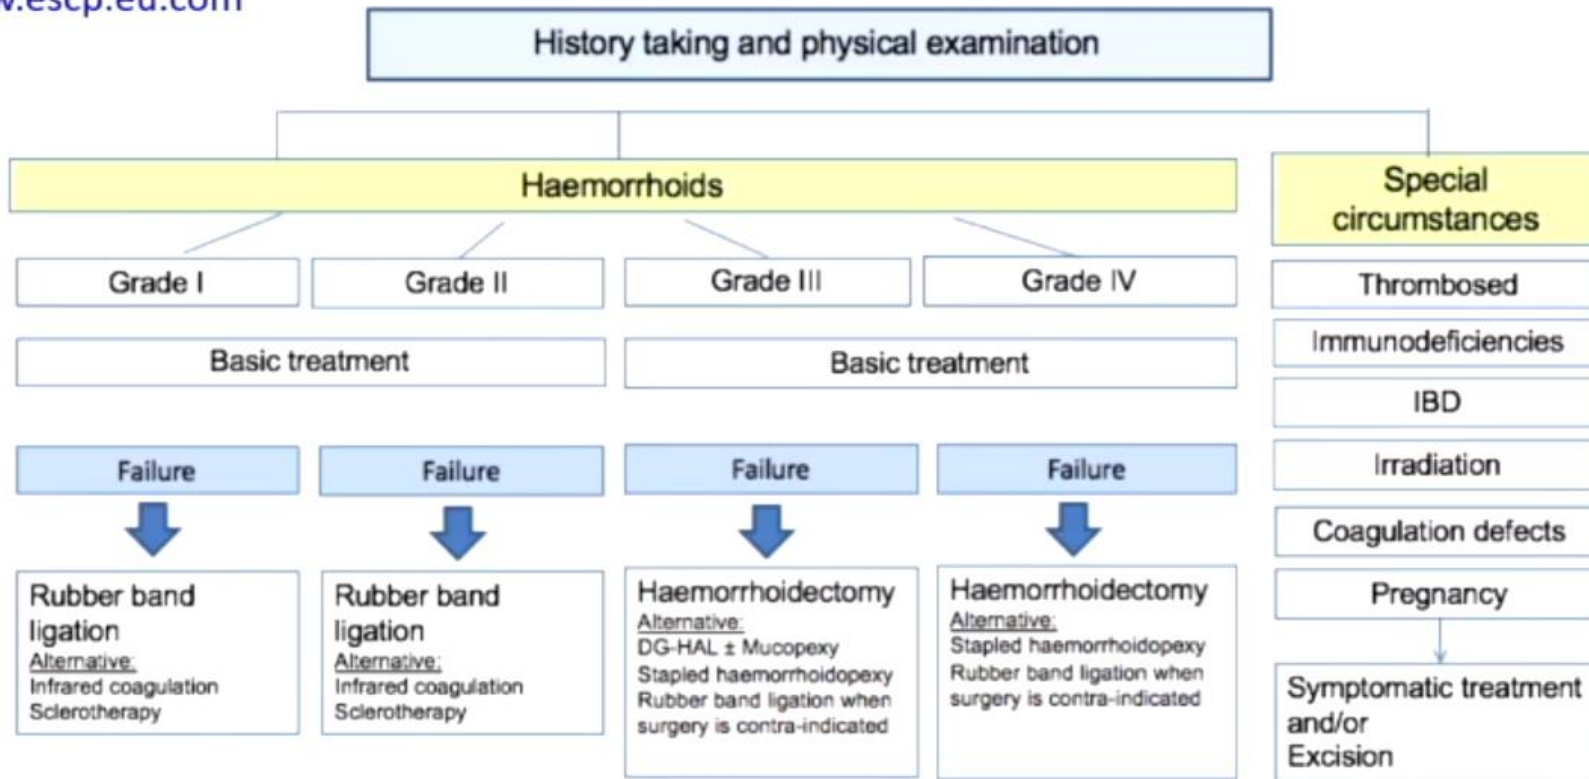 w.escp.eu.com
History taking and physical examination
Haemorrhoids
Special
circumstances
Grade I
Grade II
Grade III
Grade IV
Thrombosed
Basic treatment
Basic treatment
Immunodeficiencies
IBD
Failure
Failure
Failure
Failure
Irradiation
Coagulation defects
Rubber band
ligation
Alternative:
Infrared coagulation
Sclerotherapy
Rubber band
ligation
Alternative:
Infrared coagulation
Sclerotherapy
Haemorrhoidectomy
Alternative:
DG-HAL ± Mucopexy
Stapled haemorrhoidopexy
Rubber band ligation when
surgery is contra-indicated
Haemorrhoidectomy
Alternative:
Stapled haemorrhoidopexy
Rubber band ligation when
surgery is contra-indicated
Pregnancy
Symptomatic treatment
and/or
Excision